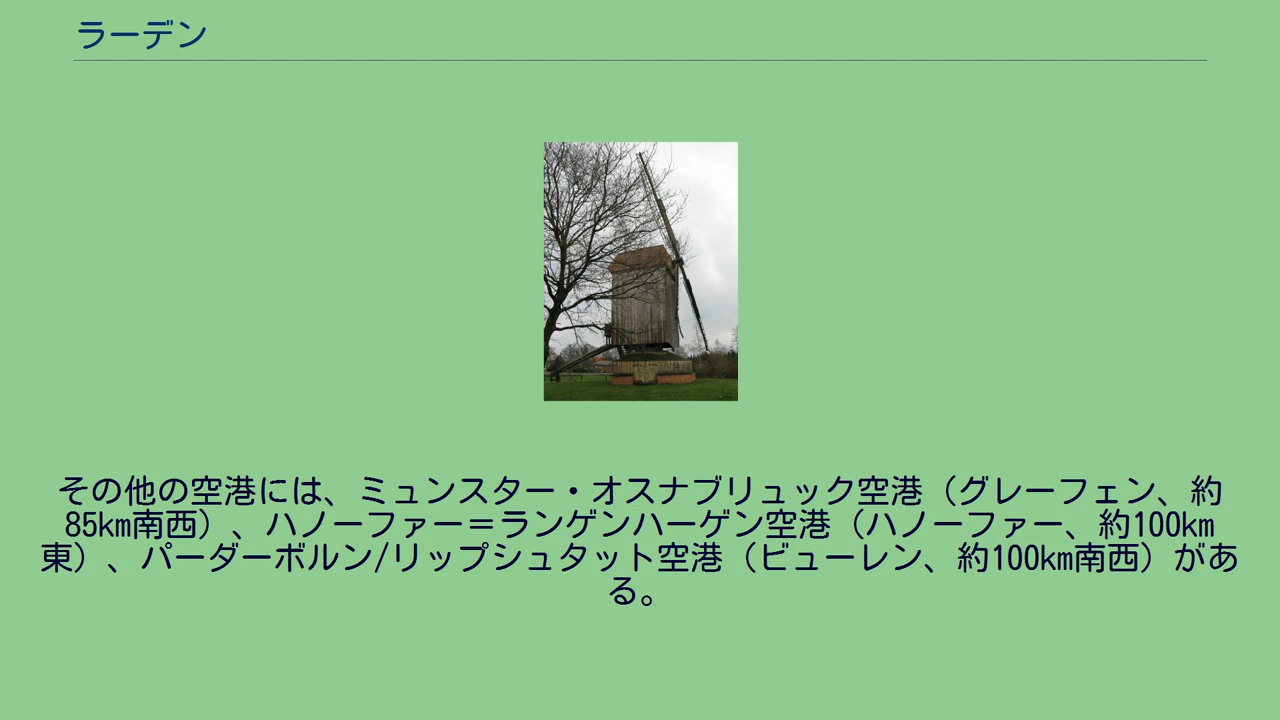 ラーデン
その他の空港には、ミュンスター・オスナブリュック空港（グレーフェン、約
85km南西）、ハノーファー＝ランゲンハーゲン空港（ハノーファー、約100km
東）、パーダーボルン/リップシュタット空港（ビューレン、約100km南西）があ
る。